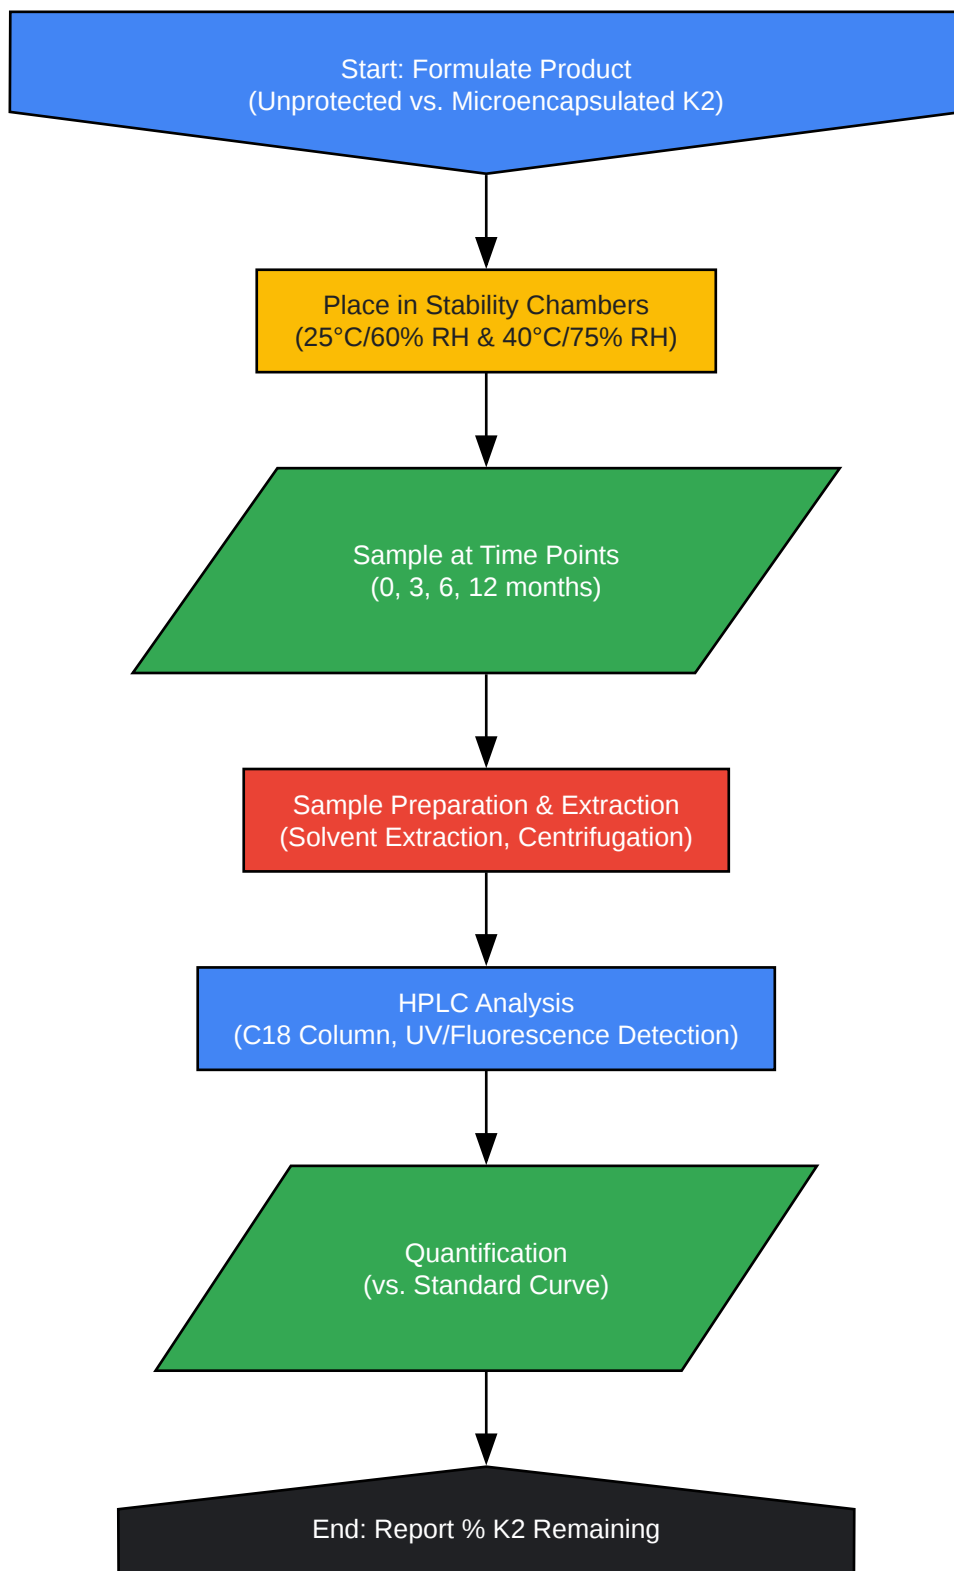 Start: Formulate Product
(Unprotected vs. Microencapsulated K2)
Place in Stability Chambers
(25°C/60% RH & 40°C/75% RH)
Sample at Time Points
(0, 3, 6, 12 months)
Sample Preparation & Extraction
(Solvent Extraction, Centrifugation)
HPLC Analysis
(C18 Column, UV/Fluorescence Detection)
Quantification
(vs. Standard Curve)
End: Report % K2 Remaining